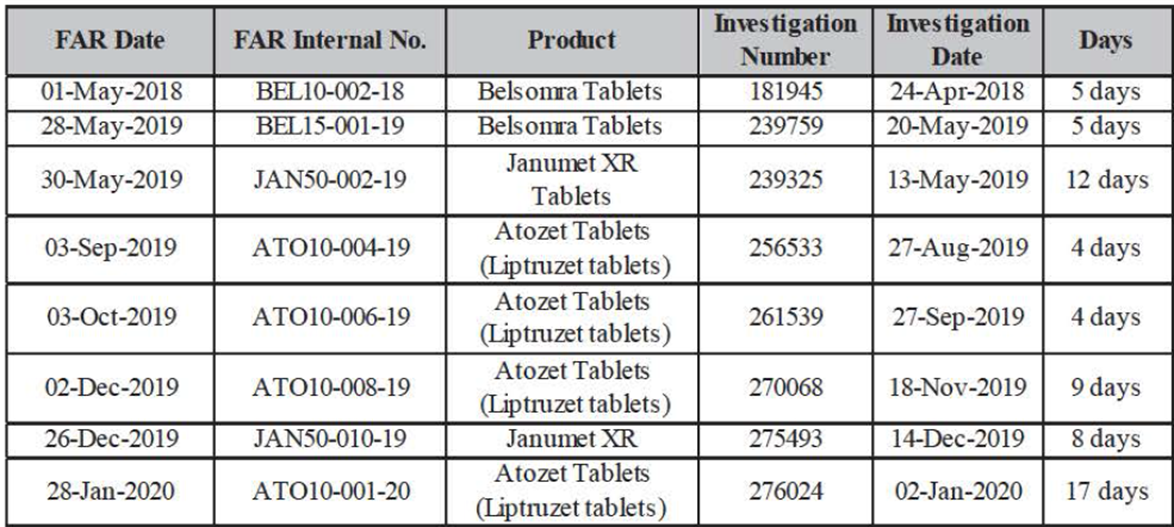 FAR Date FAR Internal No. Product Investigation Number Investigation Date Days
01-May-2018 BEL10-002-18 Belsomra Tablets 181945 24-Apr-2018 5 days
28-May-2019 BEL15-001-19 Belsomra Tablets 239759 20-May-2019 5 days
30-May-2019 JAN50-002-19 Janumet XR Tablets 239325 13-May-2019 12 days
03-Sep-2019 ATO10-004-19 Atozet Tablets (Liptruzet tablets) 256533 27-Aug-2019 4 days
03-Oct-2019 ATO10-006-19 Atozet Tablets (Liptruzet tablets) 261539 27-Sep-2019 4 days
02-Dec-2019 ATO10-008-19 Atozet Tablets (Liptruzet tablets) 270068 18-Nov-2019 9 days
26-Dec-2019 JAN50-010-19 Janumet XR 275493 14-Dec-2019 8 days
28-Jan-2020 ATO10-001-20 Atozet Tablets (Liptruzet tablets) 276024 02-Jan-2020 17 days